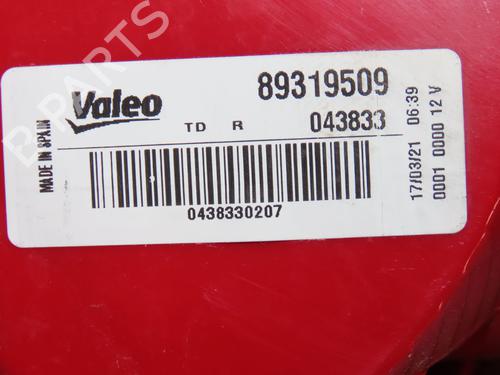 Valeo
89319509
TD R 043833
0438330207
MADE IN SPAIN
17/03/21 06:39
0001 0000 12 V
B-PARTS